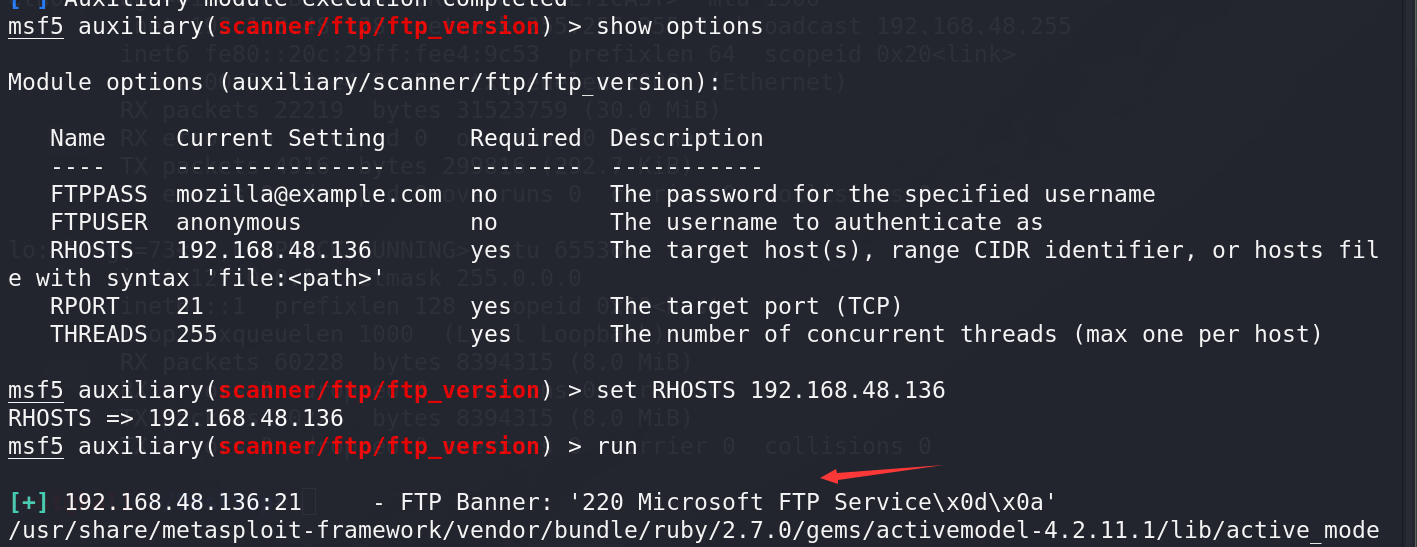 [*] Auxiliary module execution completed
msf5 auxiliary(scanner/ftp/ftp_version) > show options
Module options (auxiliary/scanner/ftp/ftp_version):
Name Current Setting Required Description
---- --------------- -------- -----------
FTPPASS mozilla@example.com no The password for the specified username
FTPUSER anonymous no The username to authenticate as
RHOSTS 192.168.48.136 yes The target host(s), range CIDR identifier, or hosts fil
e with syntax 'file:<path>'
RPORT 21 yes The target port (TCP)
THREADS 255 yes The number of concurrent threads (max one per host)
msf5 auxiliary(scanner/ftp/ftp_version) > set RHOSTS 192.168.48.136
RHOSTS => 192.168.48.136
msf5 auxiliary(scanner/ftp/ftp_version) > run
[+] 192.168.48.136:21 - FTP Banner: '220 Microsoft FTP Service\x0d\x0a'
/usr/share/metasploit-framework/vendor/bundle/ruby/2.7.0/gems/activemodel-4.2.11.1/lib/active_mode